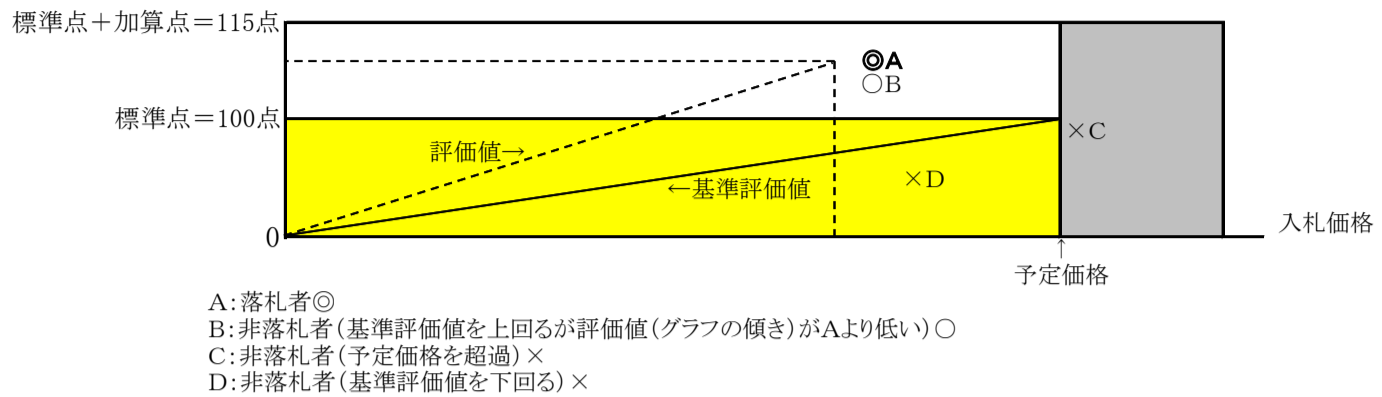 標準点＋加算点＝115点
◎A
○B
標準点＝100点
×C
評価値→
×D
←基準評価値
入札価格
0
↑
予定価格
A：落札者◎
B：非落札者（基準評価値を上回るが評価値（グラフの傾き）がAより低い）○
C：非落札者（予定価格を超過）×
D：非落札者（基準評価値を下回る）×